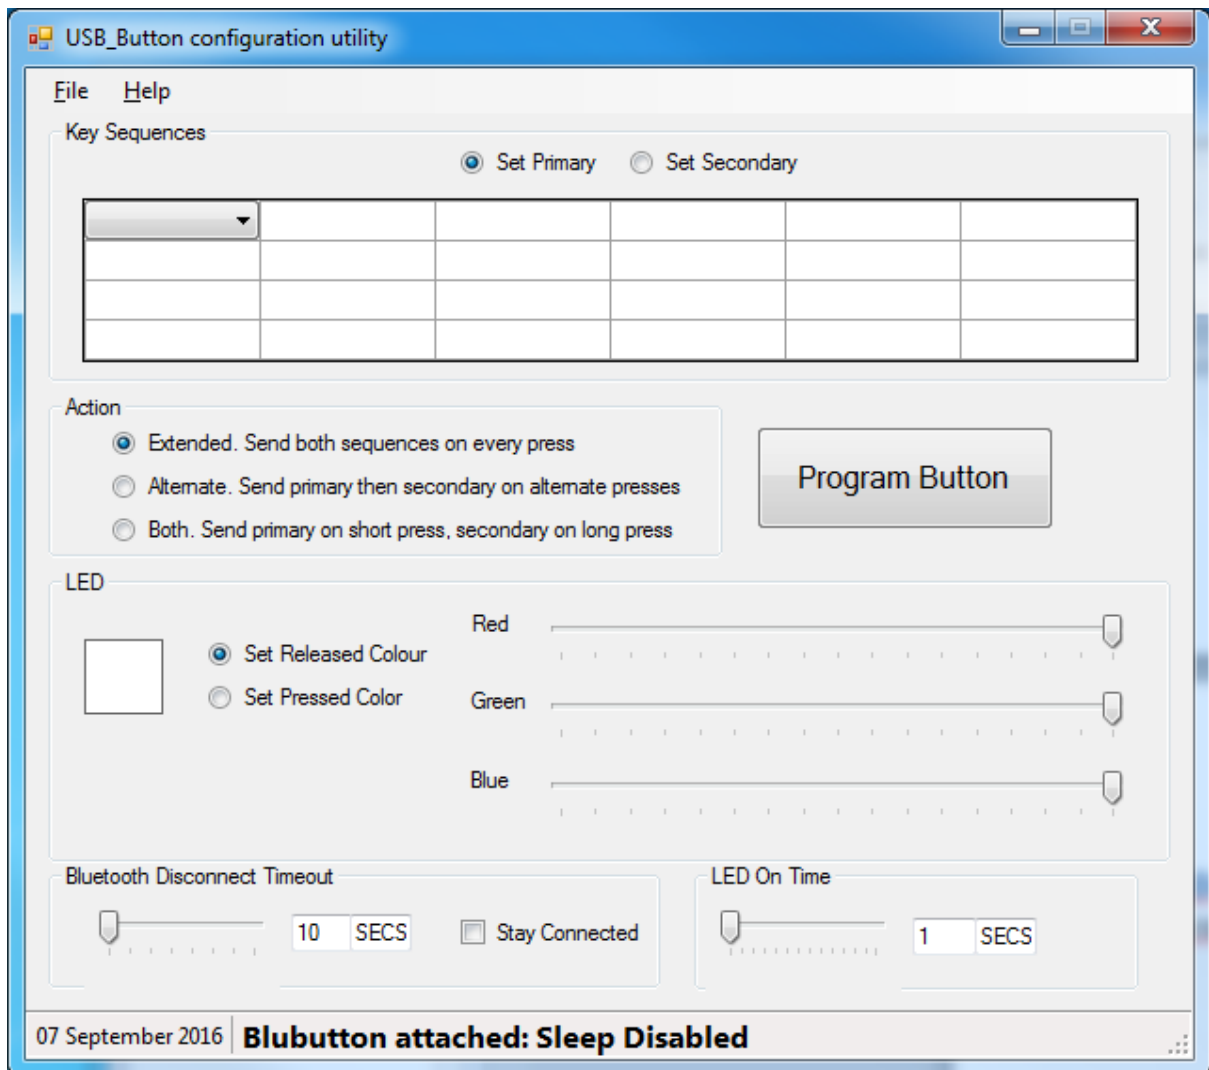 USB_Button configuration utility
File Help
Key Sequences
Set Primary Set Secondary
Action
Extended. Send both sequences on every press
Alternate. Send primary then secondary on alternate presses
Both. Send primary on short press, secondary on long press
Program Button
LED
Set Released Colour
Set Pressed Color
Red
Green
Blue
Bluetooth Disconnect Timeout
10 SECS Stay Connected
LED On Time
1 SECS
07 September 2016 Blubutton attached: Sleep Disabled